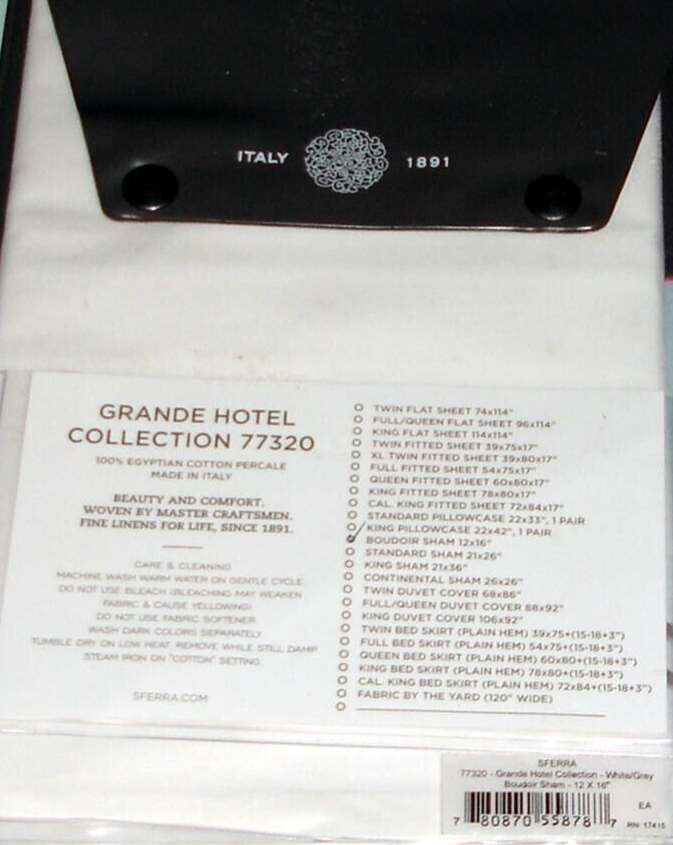 ITALY 1891
GRANDE HOTEL
COLLECTION 77320
100% EGYPTIAN COTTON PERCALE
MADE IN ITALY
BEAUTY AND COMFORT.
WOVEN BY MASTER CRAFTSMEN.
FINE LINENS FOR LIFE, SINCE 1891.
CARE & CLEANING
MACHINE WASH WARM WATER ON GENTLE CYCLE
DO NOT USE BLEACH (BLEACHING MAY WEAKEN
FABRIC & CAUSE YELLOWING)
DO NOT USE FABRIC SOFTENER
WASH DARK COLORS SEPARATELY
TUMBLE DRY ON LOW HEAT. REMOVE WHILE STILL DAMP
STEAM IRON ON "COTTON" SETTING.
SFERRA.COM
TWIN FLAT SHEET 74x114"
FULL/QUEEN FLAT SHEET 96x114"
KING FLAT SHEET 114x114"
TWIN FITTED SHEET 39x75x17"
XL TWIN FITTED SHEET 39x80x17"
FULL FITTED SHEET 54x75x17"
QUEEN FITTED SHEET 60x80x17"
KING FITTED SHEET 78x80x17"
CAL. KING FITTED SHEET 72x84x17"
STANDARD PILLOWCASE 22x33", 1 PAIR
KING PILLOWCASE 22x42", 1 PAIR
BOUDOIR SHAM 12x16"
STANDARD SHAM 21x26"
KING SHAM 21x36"
CONTINENTAL SHAM 26x26"
TWIN DUVET COVER 68x86"
FULL/QUEEN DUVET COVER 88x92"
KING DUVET COVER 106x92"
TWIN BED SKIRT (PLAIN HEM) 39x75+(15-18+3")
FULL BED SKIRT (PLAIN HEM) 54x75+(15-18+3")
QUEEN BED SKIRT (PLAIN HEM) 60x80+(15-18+3")
KING BED SKIRT (PLAIN HEM) 78x80+(15-18+3")
CAL. KING BED SKIRT (PLAIN HEM) 72x84+(15-18+3")
FABRIC BY THE YARD (120" WIDE)
SFERRA
77320 - Grande Hotel Collection - White/Grey
Boudoir Sham - 12 X 16"
EA
7 80870 55878 7
RN: 17415